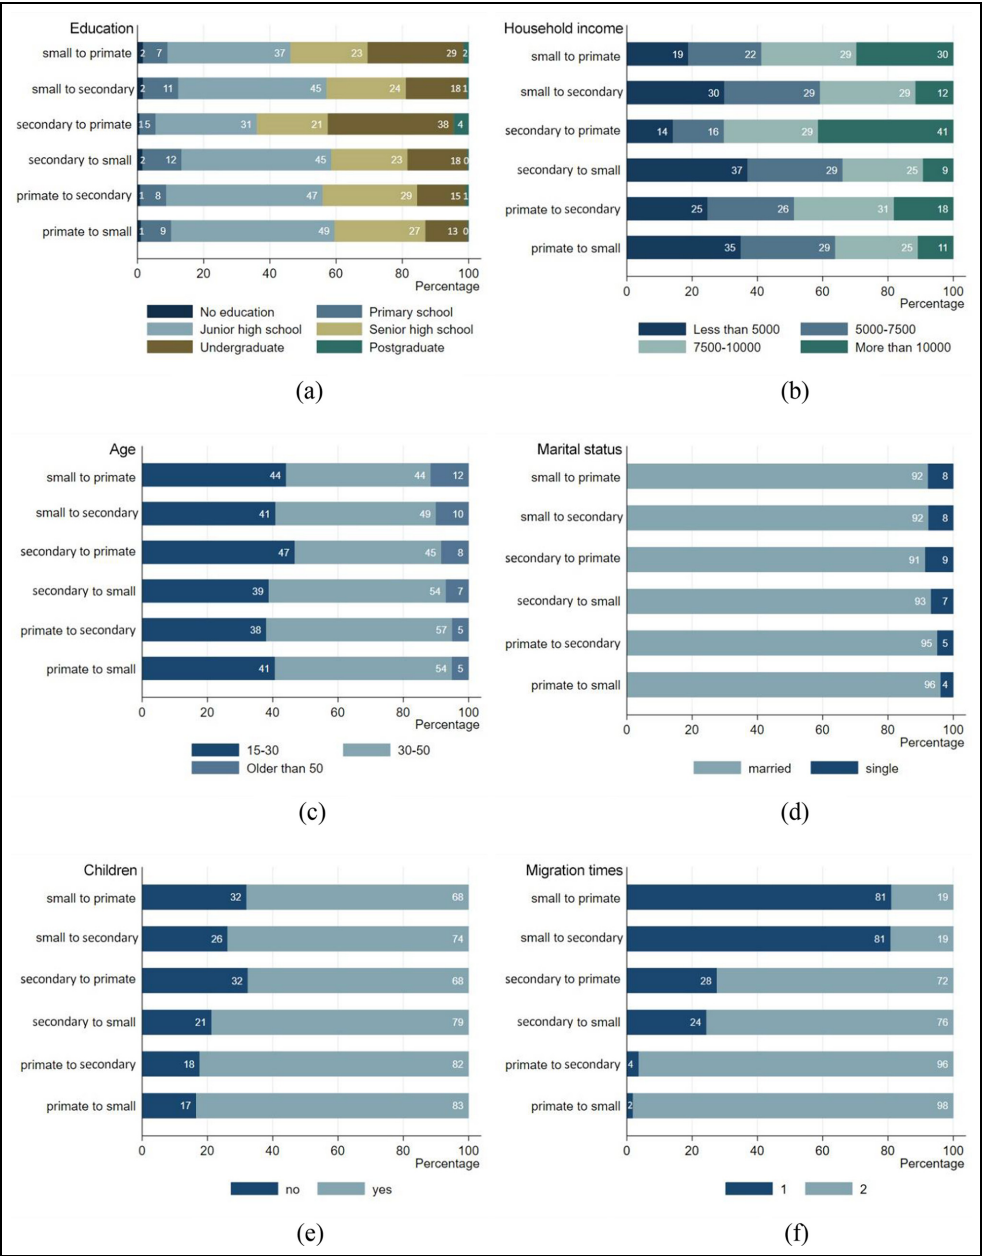 Education
small to primate 2 7 37 23 29 2
small to secondary 2 11 45 24 18 1
secondary to primate 1 5 31 21 38 4
secondary to small 2 12 45 23 18 0
primate to secondary 1 8 47 29 15 1
primate to small 1 9 49 27 13 0
0 20 40 60 80 100
Percentage
No education Primary school
Junior high school Senior high school
Undergraduate Postgraduate
(a)
Household income
small to primate 19 22 29 30
small to secondary 30 29 29 12
secondary to primate 14 16 29 41
secondary to small 37 29 25 9
primate to secondary 25 26 31 18
primate to small 35 29 25 11
0 20 40 60 80 100
Percentage
Less than 5000 5000-7500
7500-10000 More than 10000
(b)
Age
small to primate 44 44 12
small to secondary 41 49 10
secondary to primate 47 45 8
secondary to small 39 54 7
primate to secondary 38 57 5
primate to small 41 54 5
0 20 40 60 80 100
Percentage
15-30 30-50
Older than 50
(c)
Marital status
small to primate 92 8
small to secondary 92 8
secondary to primate 91 9
secondary to small 93 7
primate to secondary 95 5
primate to small 96 4
0 20 40 60 80 100
Percentage
married single
(d)
Children
small to primate 32 68
small to secondary 26 74
secondary to primate 32 68
secondary to small 21 79
primate to secondary 18 82
primate to small 17 83
0 20 40 60 80 100
Percentage
no yes
(e)
Migration times
small to primate 81 19
small to secondary 81 19
secondary to primate 28 72
secondary to small 24 76
primate to secondary 4 96
primate to small 2 98
0 20 40 60 80 100
Percentage
1 2
(f)